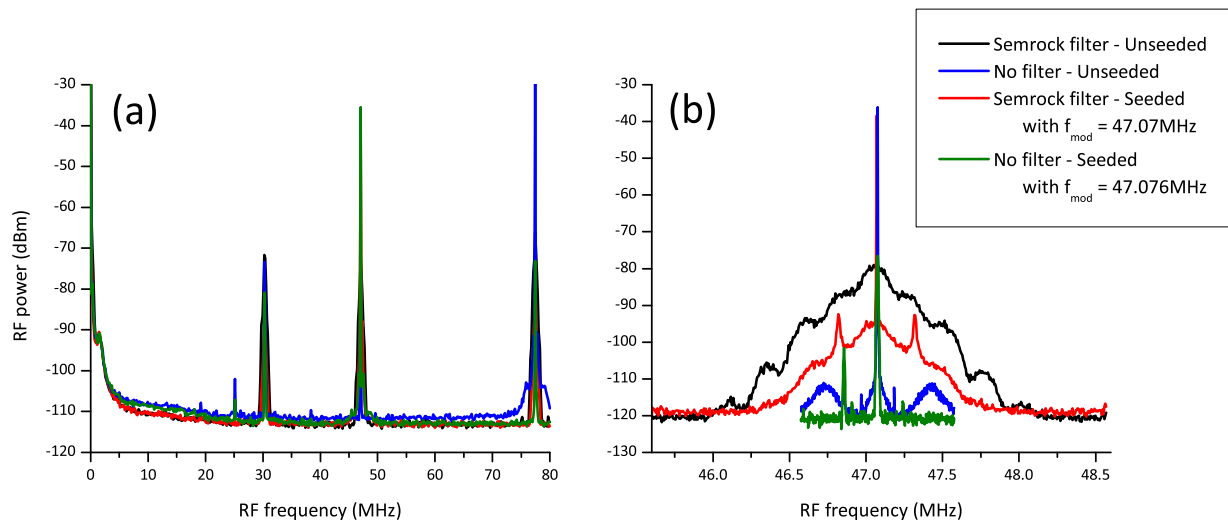 Semrock filter - Unseeded
No filter - Unseeded
Semrock filter - Seeded
with fmod = 47.07MHz
No filter - Seeded
with fmod = 47.076MHz
(a)
(b)
RF power (dBm)
-30
-40
-50
-60
-70
-80
-90
-100
-110
-120
0 10 20 30 40 50 60 70 80
RF frequency (MHz)
-30
-40
-50
-60
-70
-80
-90
-100
-110
-120
-130
46.0 46.5 47.0 47.5 48.0 48.5
RF frequency (MHz)